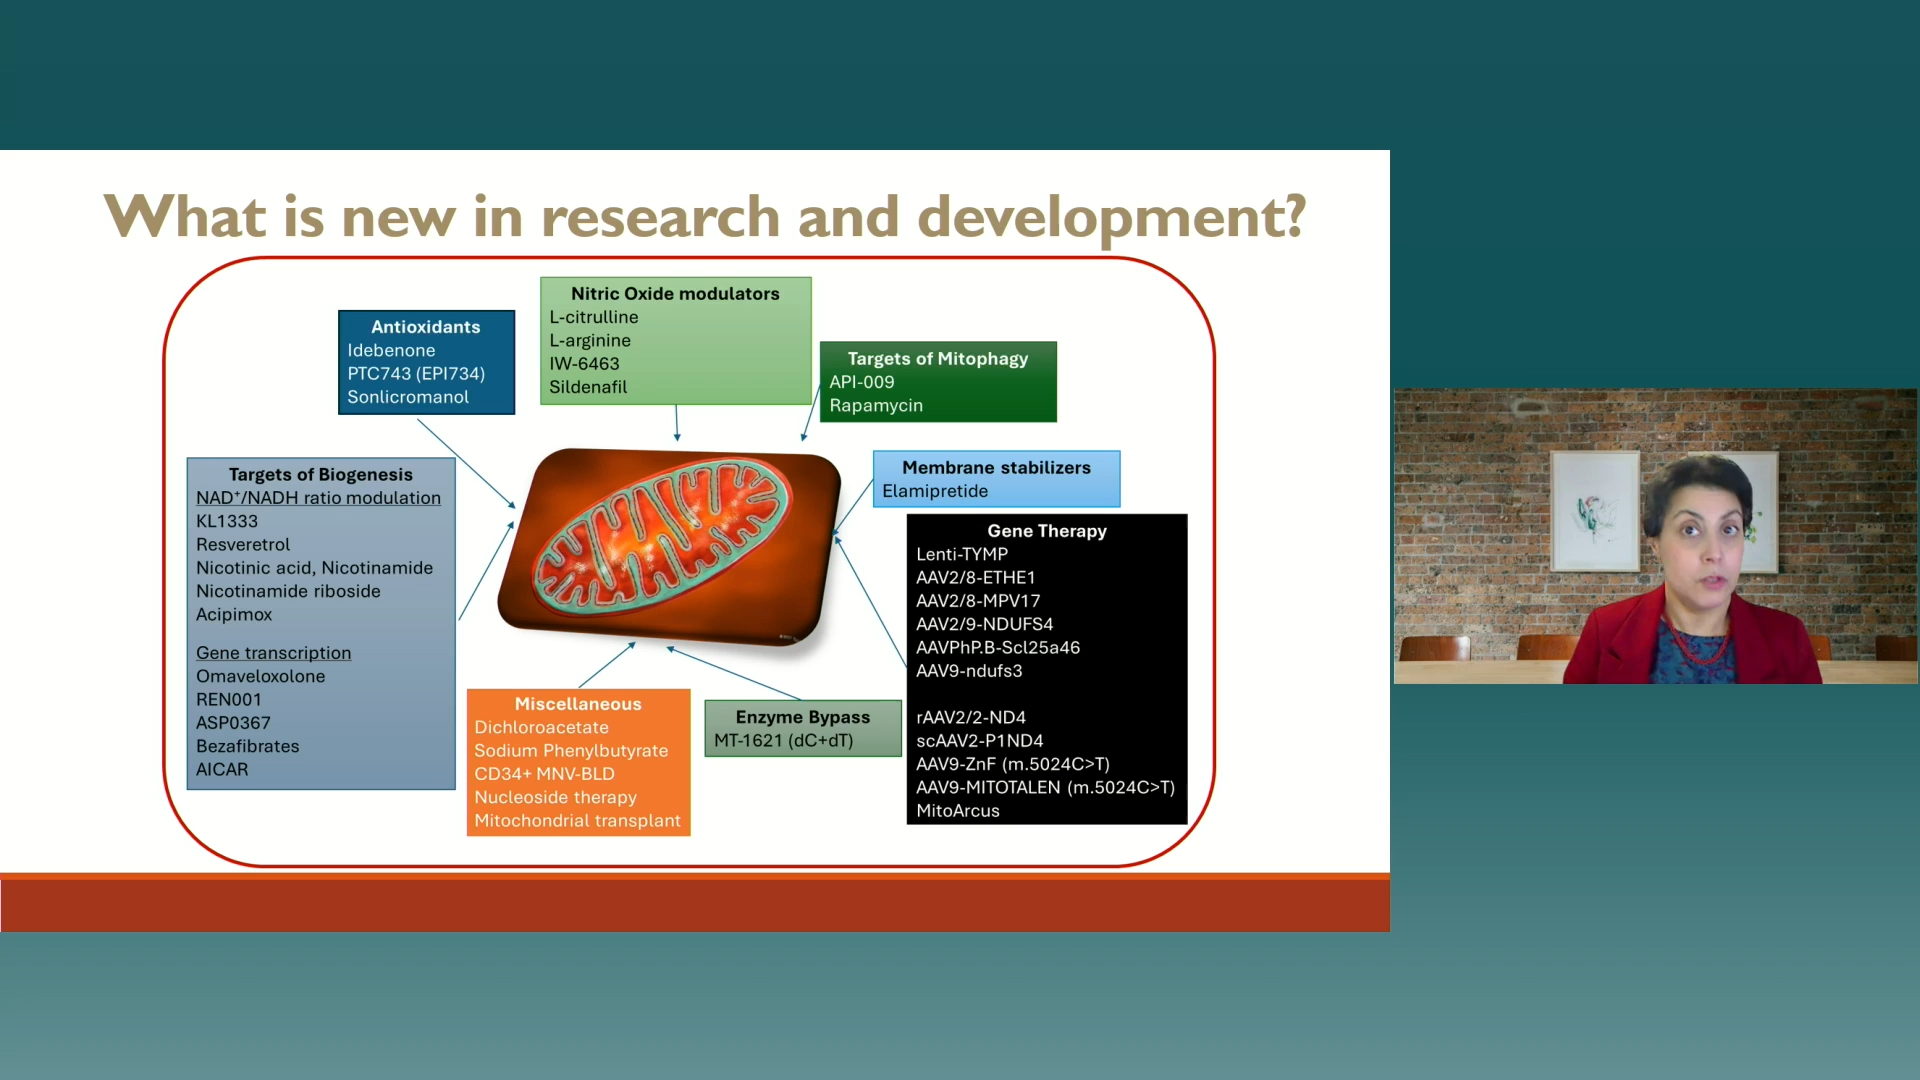 What is new in research and development?
Antioxidants
Idebenone
PTC743 (EPI734)
Sonlicromanol
Nitric Oxide modulators
L-citrulline
L-arginine
IW-6463
Sildenafil
Targets of Mitophagy
API-009
Rapamycin
Targets of Biogenesis
NAD⁺/NADH ratio modulation
KL1333
Resveretrol
Nicotinic acid, Nicotinamide
Nicotinamide riboside
Acipimox
Gene transcription
Omaveloxolone
REN001
ASP0367
Bezafibrates
AICAR
Membrane stabilizers
Elamipretide
Gene Therapy
Lenti-TYMP
AAV2/8-ETHE1
AAV2/8-MPV17
AAV2/9-NDUFS4
AAVPhP.B-Scl25a46
AAV9-ndufs3
rAAV2/2-ND4
scAAV2-P1ND4
AAV9-ZnF (m.5024C>T)
AAV9-MITOTALEN (m.5024C>T)
MitoArcus
Miscellaneous
Dichloroacetate
Sodium Phenylbutyrate
CD34+ MNV-BLD
Nucleoside therapy
Mitochondrial transplant
Enzyme Bypass
MT-1621 (dC+dT)